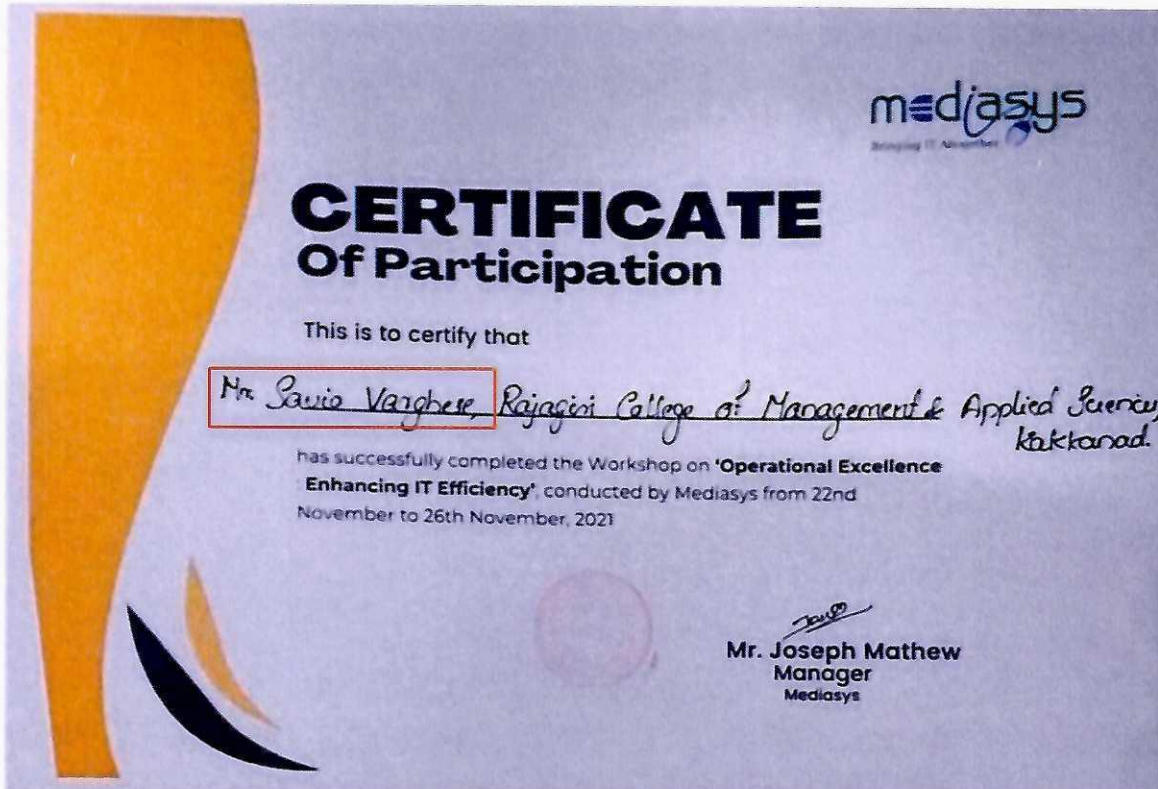 mediasys
CERTIFICATE
Of Participation
This is to certify that
Mr. Savio Varghese, Rajagiri College of Management & Applied Sciences,
Kakkanad.
has successfully completed the Workshop on 'Operational Excellence
Enhancing IT Efficiency', conducted by Mediasys from 22nd
November to 26th November, 2021
Mr. Joseph Mathew
Manager
Mediasys